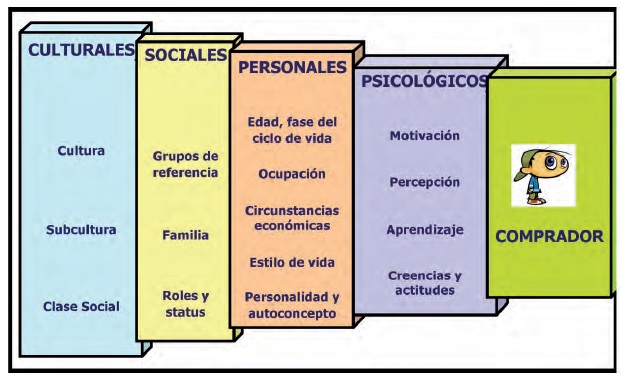 CULTURALES
Cultura
Subcultura
Clase Social
SOCIALES
Grupos de
referencia
Familia
Roles y
status
PERSONALES
Edad, fase del
ciclo de vida
Ocupación
Circunstancias
económicas
Estilo de vida
Personalidad y
autoconcepto
PSICOLÓGICOS
Motivación
Percepción
Aprendizaje
Creencias y
actitudes
COMPRADOR